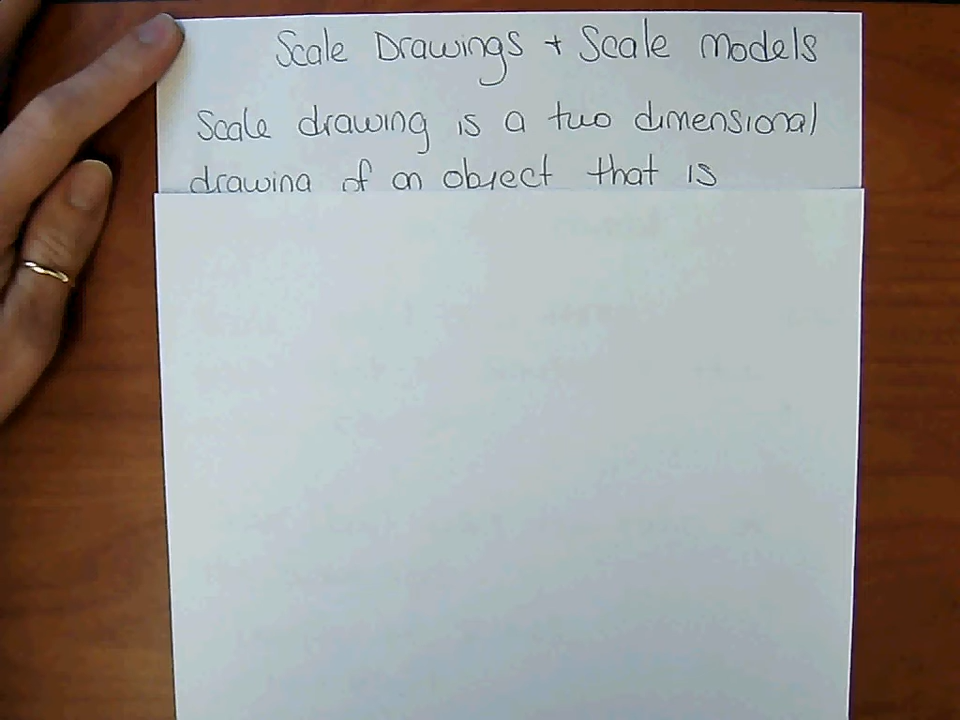 Scale Drawings + Scale Models
Scale drawing is a two dimensional
drawing of an object that is